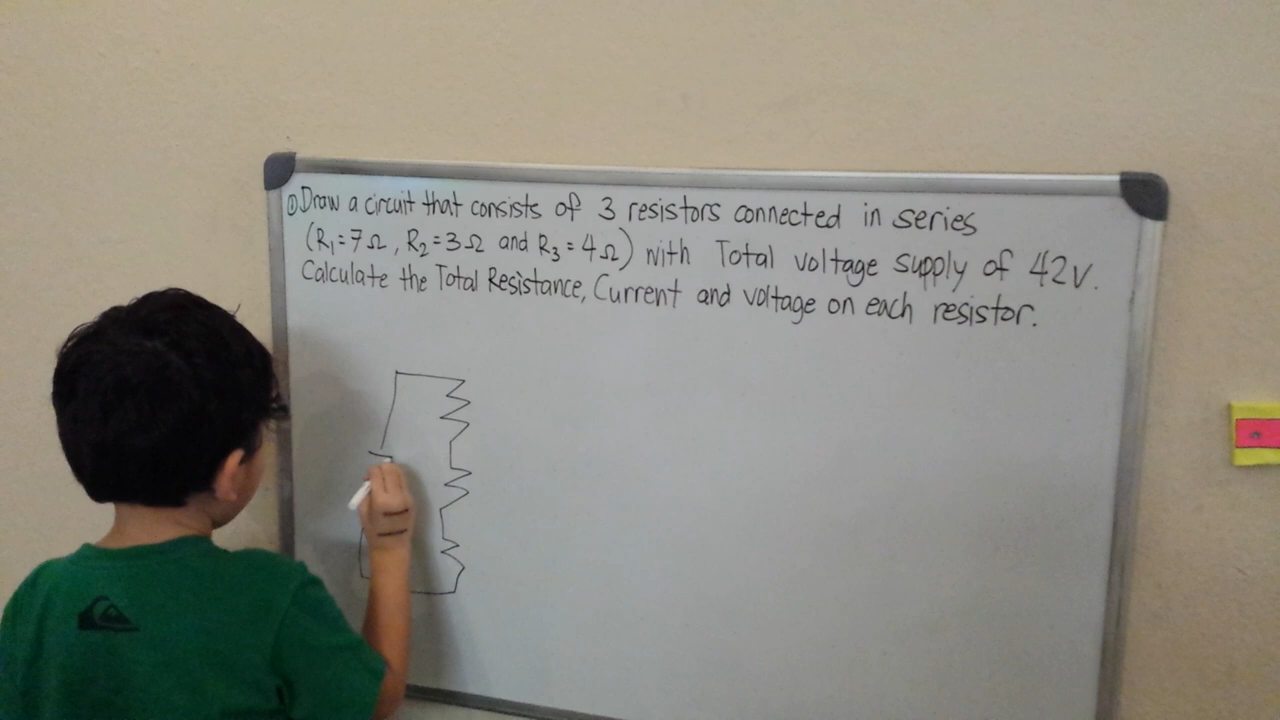 ① Draw a circuit that consists of 3 resistors connected in series
(R₁=7Ω, R₂=3Ω and R₃=4Ω) with Total voltage supply of 42v.
Calculate the Total Resistance, Current and voltage on each resistor.